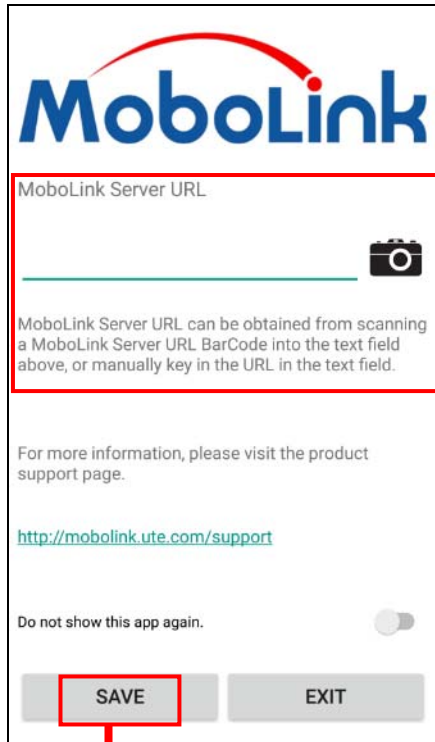 MoboLink
MoboLink Server URL
MoboLink Server URL can be obtained from scanning
a MoboLink Server URL BarCode into the text field
above, or manually key in the URL in the text field.
For more information, please visit the product
support page.
http://mobolink.ute.com/support
Do not show this app again.
SAVE
EXIT